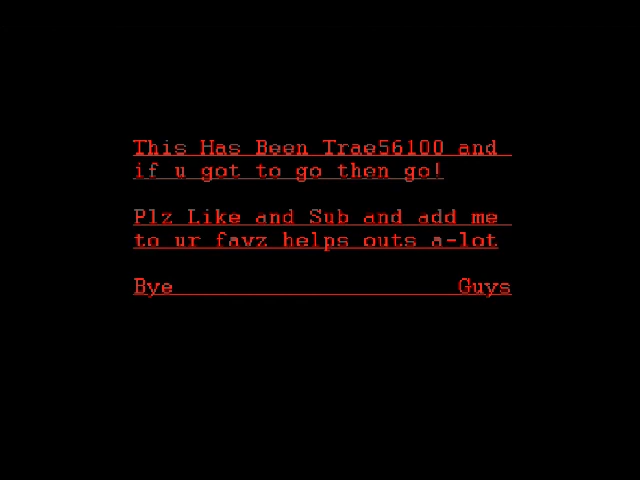 This Has Been Trae56100 and
if u got to go then go!
Plz Like and Sub and add me
to ur favz helps outs a-lot
Bye Guys